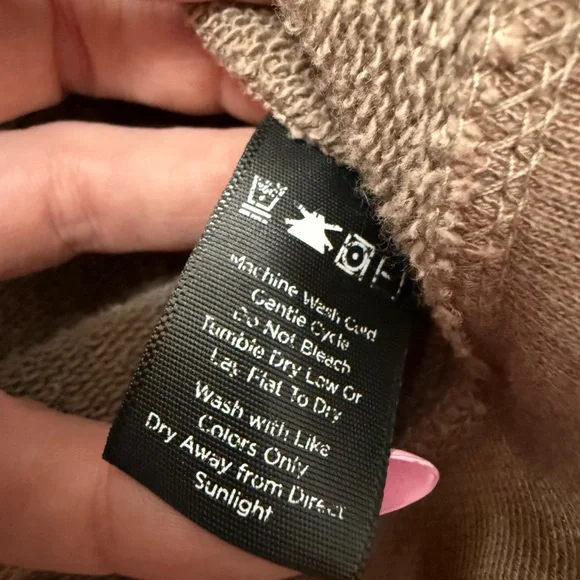 Machine Wash Cold
Gentle Cycle
Do Not Bleach
Tumble Dry Low Or
Lay Flat To Dry
Wash with Like
Colors Only
Dry Away from Direct
Sunlight